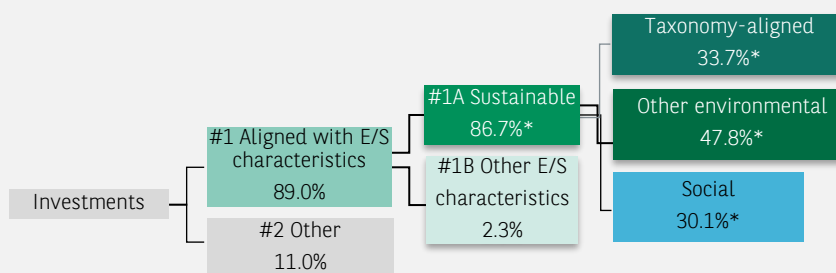 Investments
#1 Aligned with E/S
characteristics
89.0%
#2 Other
11.0%
#1A Sustainable
86.7%*
#1B Other E/S
characteristics
2.3%
Taxonomy-aligned
33.7%*
Other environmental
47.8%*
Social
30.1%*